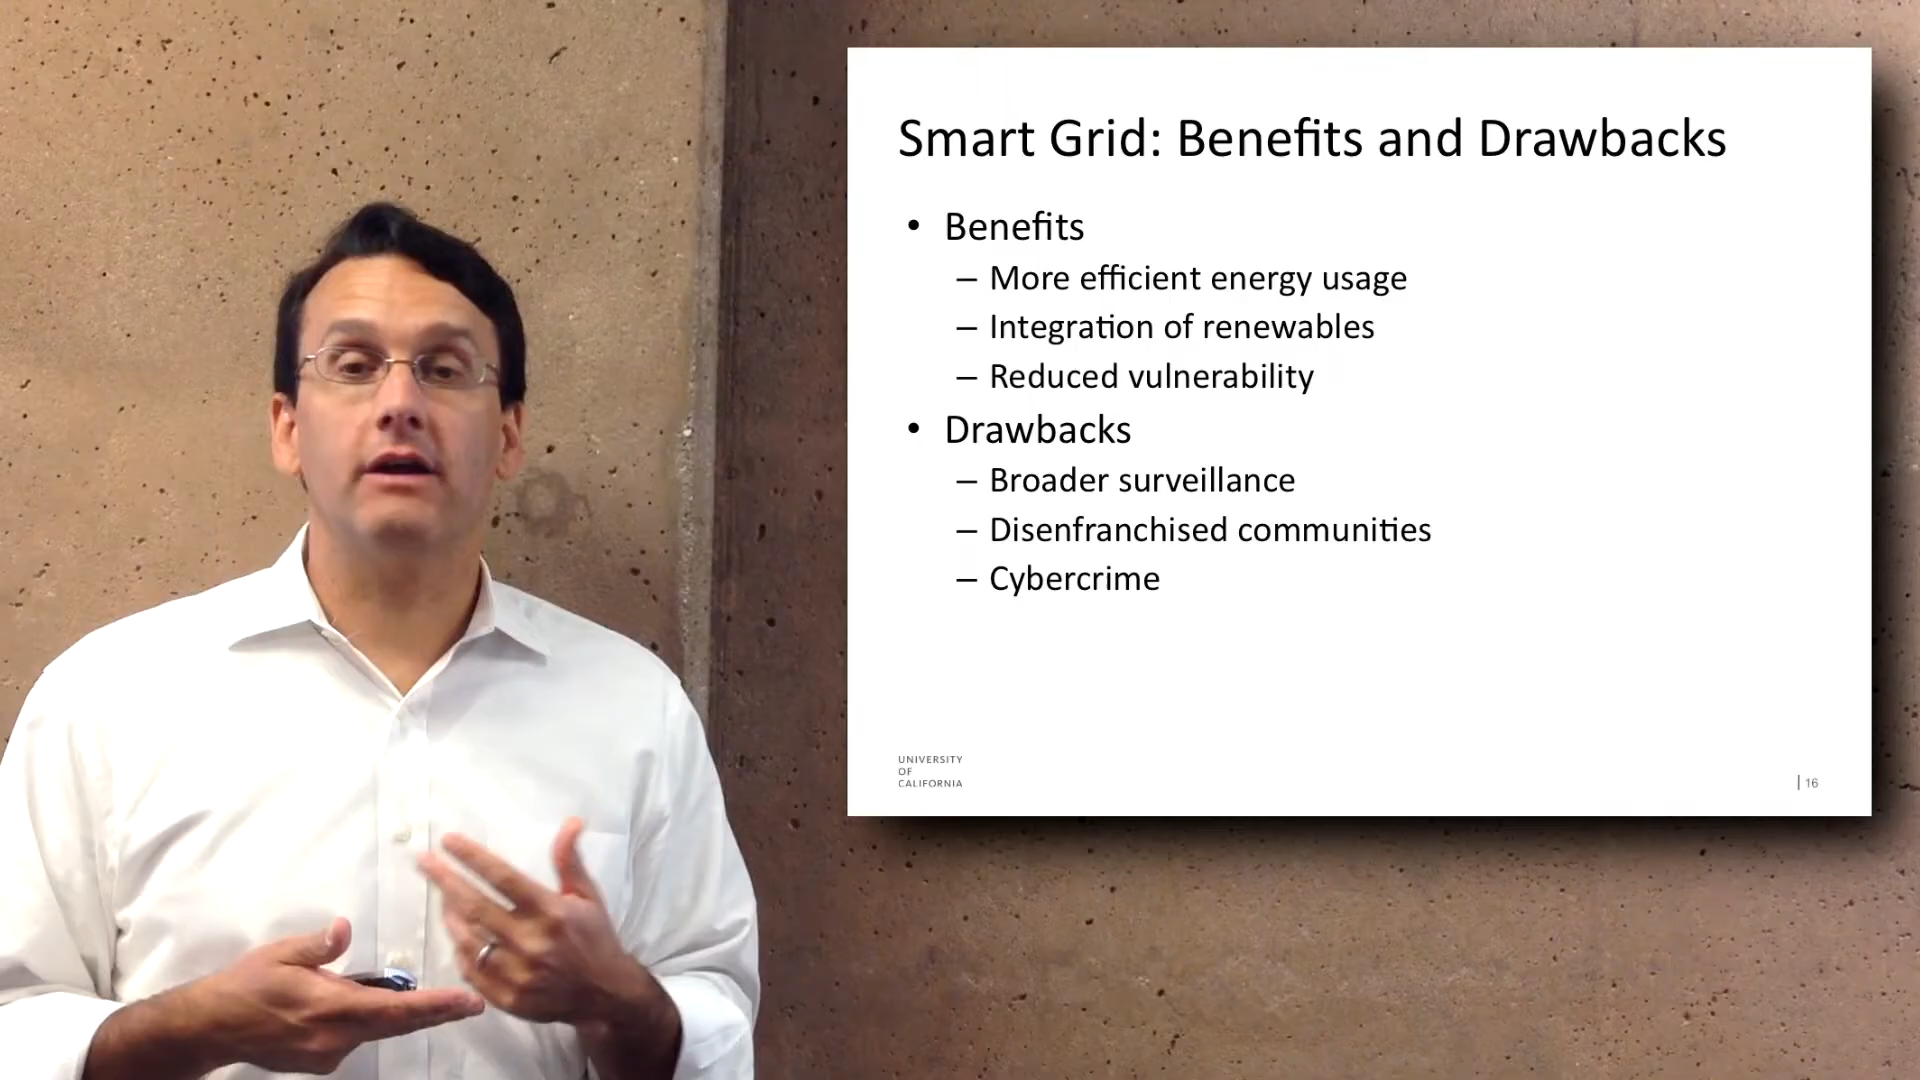 Smart Grid: Benefits and Drawbacks
• Benefits
– More efficient energy usage
– Integration of renewables
– Reduced vulnerability
• Drawbacks
– Broader surveillance
– Disenfranchised communities
– Cybercrime
UNIVERSITY
OF
CALIFORNIA
| 16